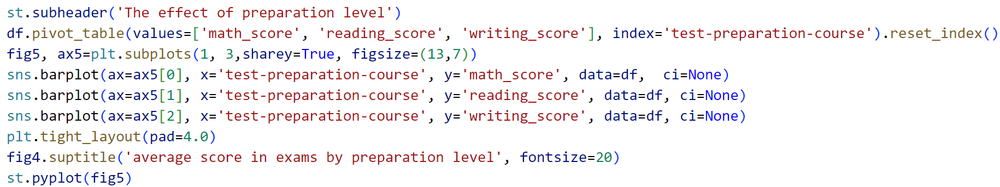 st.subheader('The effect of preparation level')
df.pivot_table(values=['math_score', 'reading_score', 'writing_score'], index='test-preparation-course').reset_index()
fig5, ax5=plt.subplots(1, 3,sharey=True, figsize=(13,7))
sns.barplot(ax=ax5[0], x='test-preparation-course', y='math_score', data=df,  ci=None)
sns.barplot(ax=ax5[1], x='test-preparation-course', y='reading_score', data=df, ci=None)
sns.barplot(ax=ax5[2], x='test-preparation-course', y='writing_score', data=df, ci=None)
plt.tight_layout(pad=4.0)
fig4.suptitle('average score in exams by preparation level', fontsize=20)
st.pyplot(fig5)